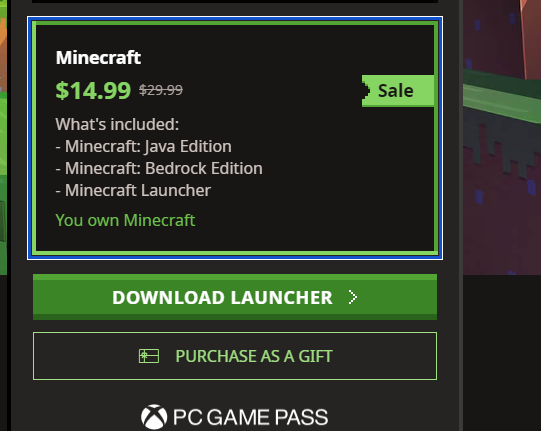 Minecraft
$14.99 $29.99
Sale
What's included:
- Minecraft: Java Edition
- Minecraft: Bedrock Edition
- Minecraft Launcher
You own Minecraft
DOWNLOAD LAUNCHER
PURCHASE AS A GIFT
PC GAME PASS